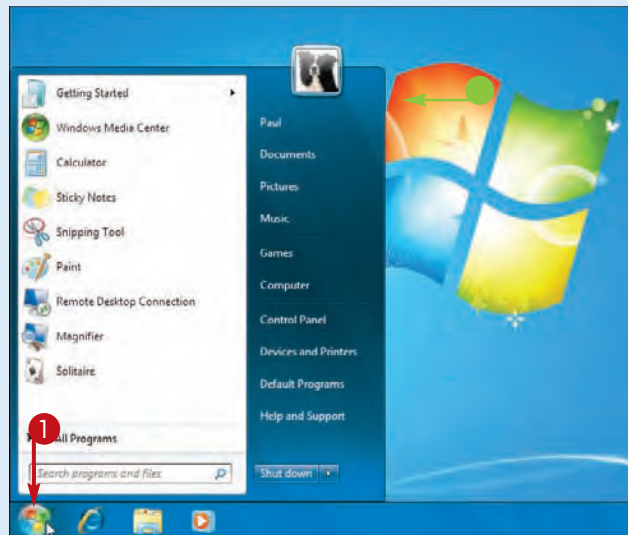 Getting Started
Windows Media Center
Calculator
Sticky Notes
Snipping Tool
Paint
Remote Desktop Connection
Magnifier
Solitaire
All Programs
Search programs and files
Paul
Documents
Pictures
Music
Games
Computer
Control Panel
Devices and Printers
Default Programs
Help and Support
Shut down
1